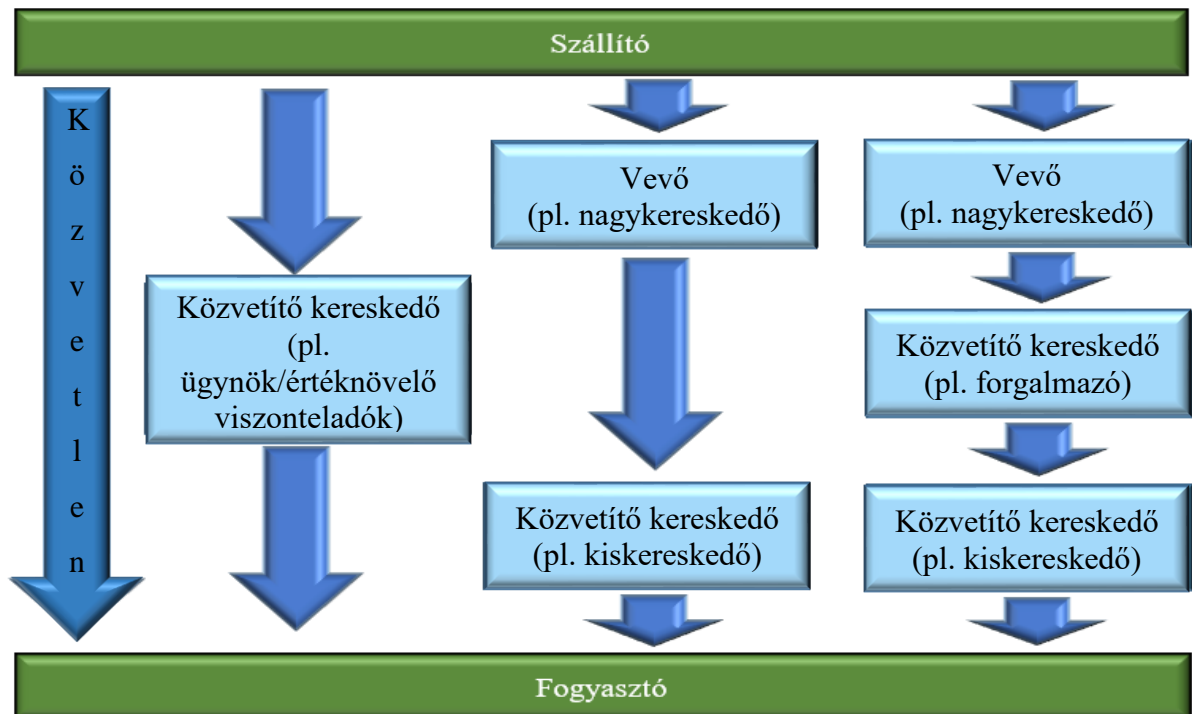 Szállító
K
ö
z
v
e
t
l
e
n
Közvetítő kereskedő
(pl.
ügynök/értéknövelő
viszonteladók)
Vevő
(pl. nagykereskedő)
Közvetítő kereskedő
(pl. kiskereskedő)
Vevő
(pl. nagykereskedő)
Közvetítő kereskedő
(pl. forgalmazó)
Közvetítő kereskedő
(pl. kiskereskedő)
Fogyasztó